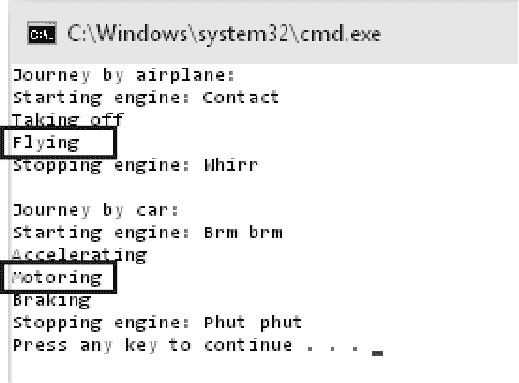 C:\Windows\system32\cmd.exe
Journey by airplane:
Starting engine: Contact
Taking off
Flying
Stopping engine: Whirr
Journey by car:
Starting engine: Brm brm
Accelerating
Motoring
Braking
Stopping engine: Phut phut
Press any key to continue . . .